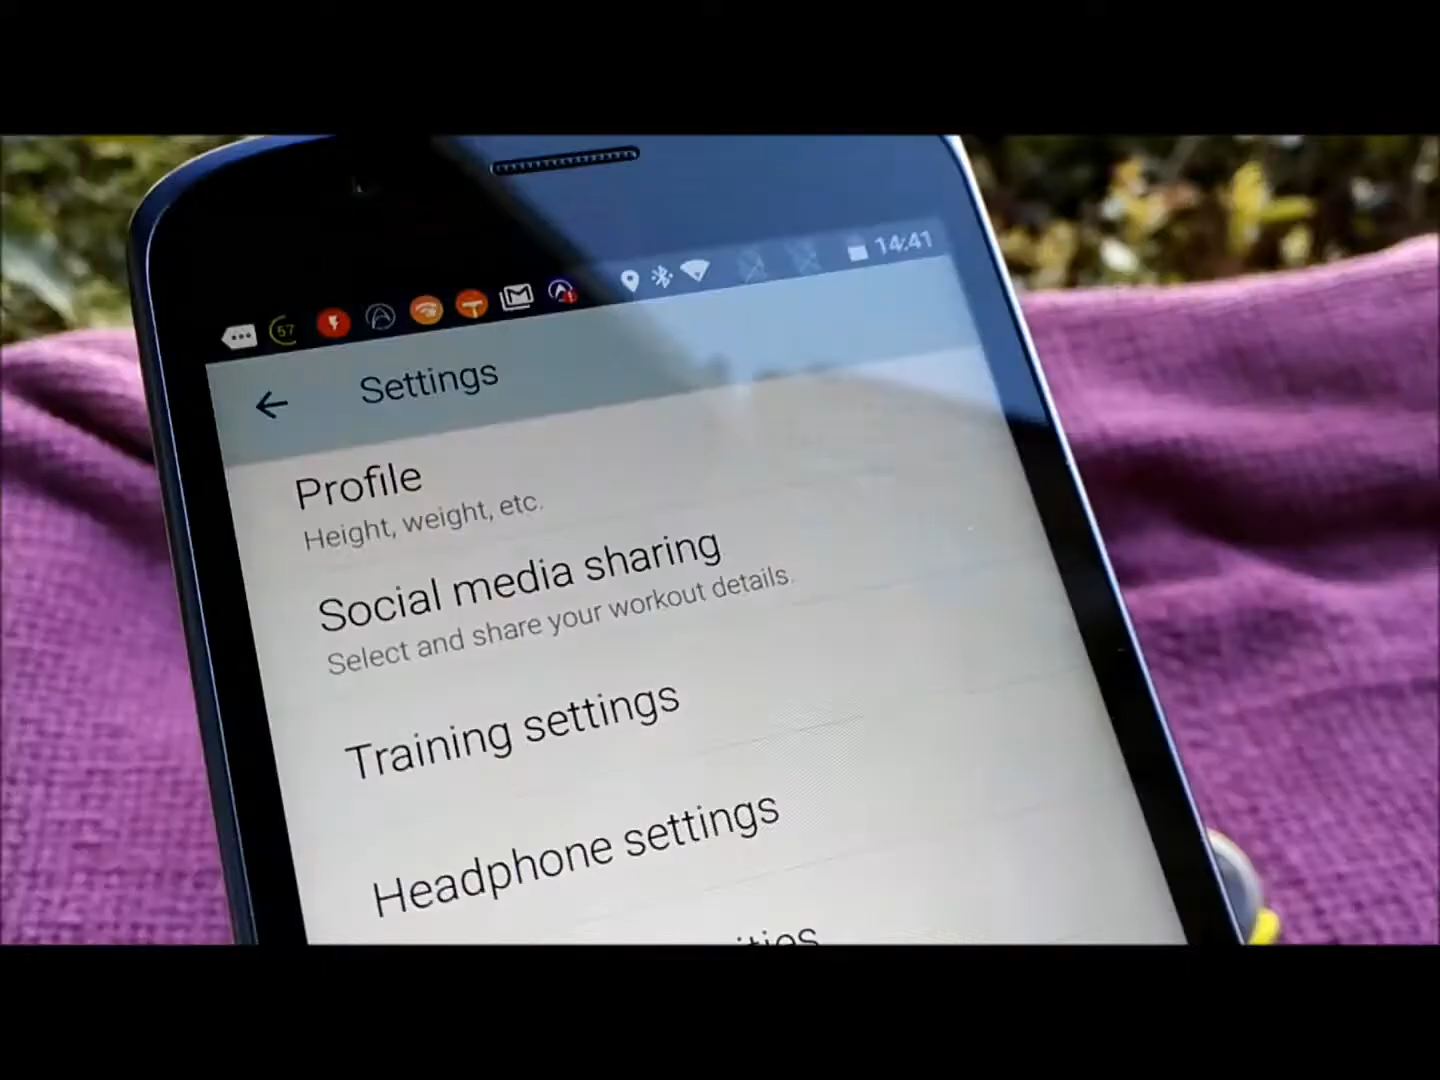 57
14:41
Settings
Profile
Height, weight, etc.
Social media sharing
Select and share your workout details.
Training settings
Headphone settings